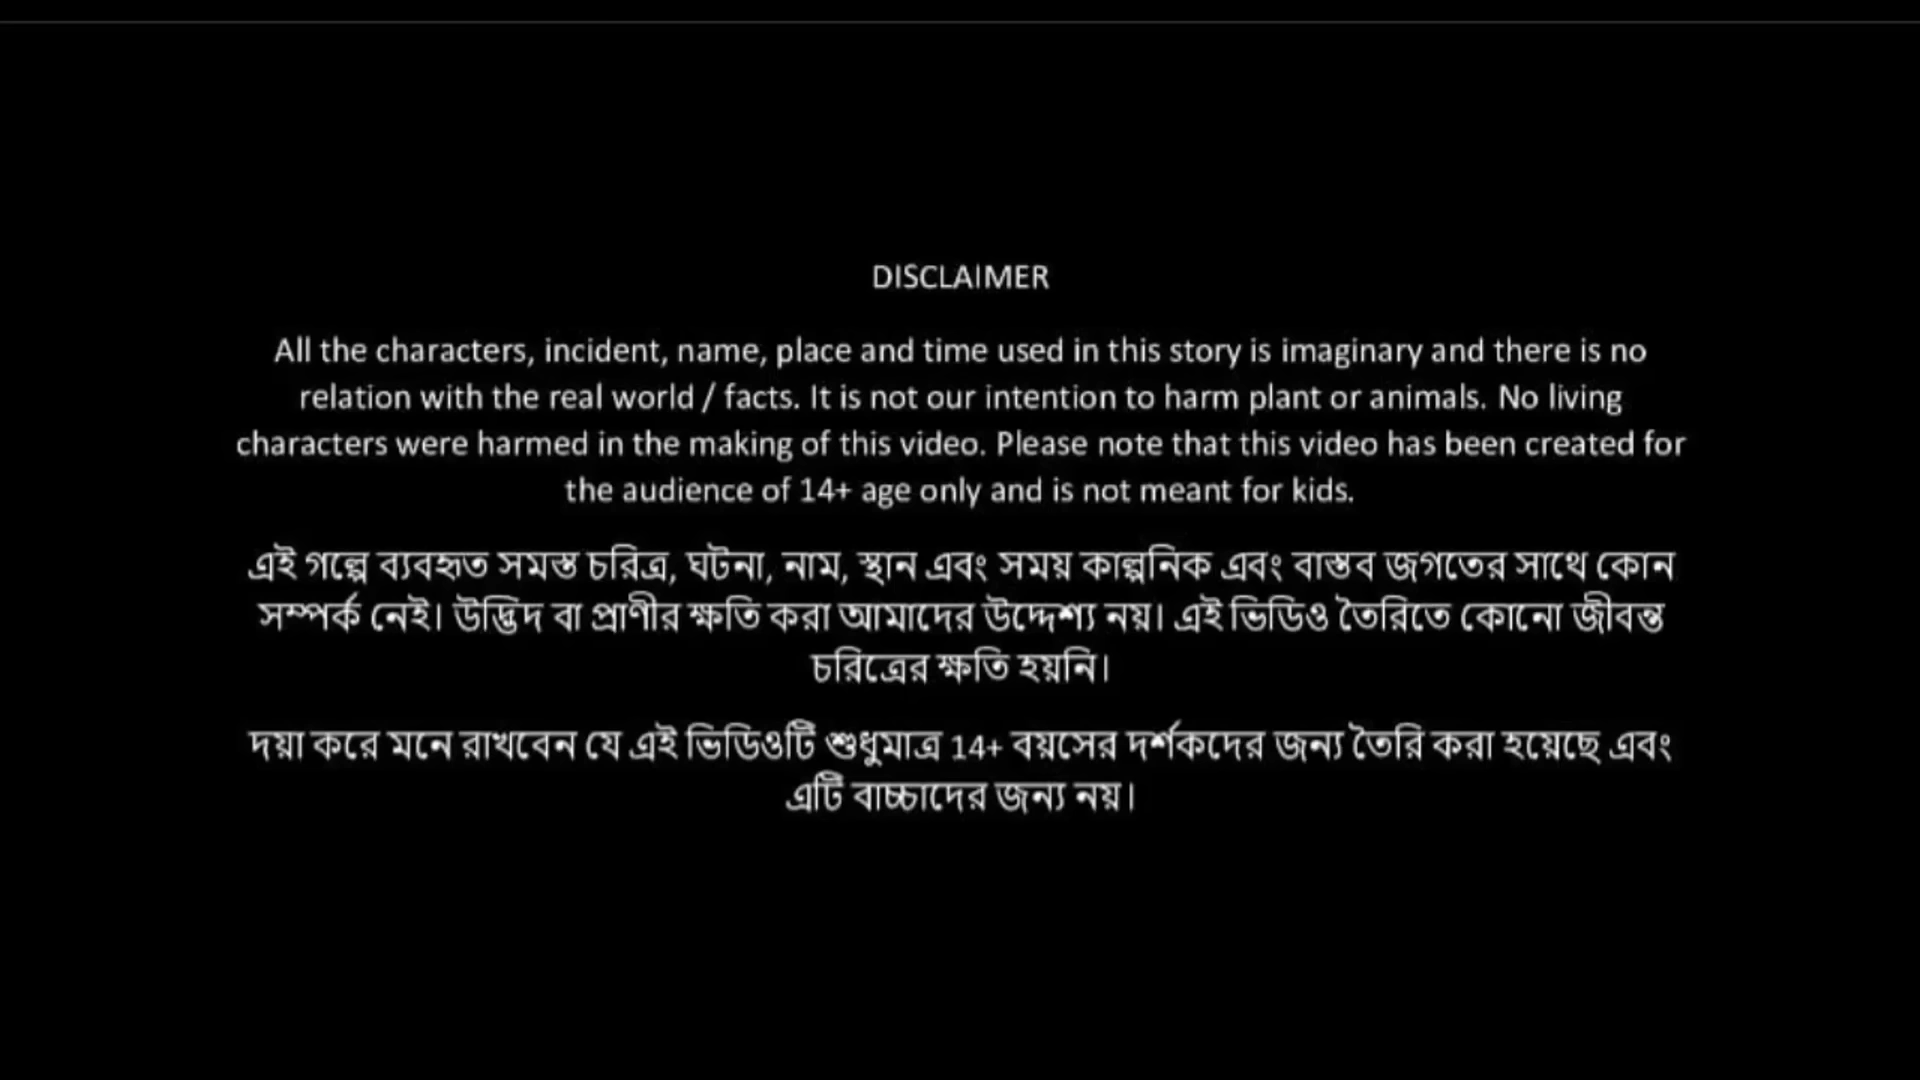 DISCLAIMER
All the characters, incident, name, place and time used in this story is imaginary and there is no
relation with the real world / facts. It is not our intention to harm plant or animals. No living
characters were harmed in the making of this video. Please note that this video has been created for
the audience of 14+ age only and is not meant for kids.
এই গল্পে ব্যবহৃত সমস্ত চরিত্র, ঘটনা, নাম, স্থান এবং সময় কাল্পনিক এবং বাস্তব জগতের সাথে কোন
সম্পর্ক নেই। উদ্ভিদ বা প্রাণীর ক্ষতি করা আমাদের উদ্দেশ্য নয়। এই ভিডিও তৈরিতে কোনো জীবন্ত
চরিত্রের ক্ষতি হয়নি।
দয়া করে মনে রাখবেন যে এই ভিডিওটি শুধুমাত্র 14+ বয়সের দর্শকদের জন্য তৈরি করা হয়েছে এবং
এটি বাচ্চাদের জন্য নয়।